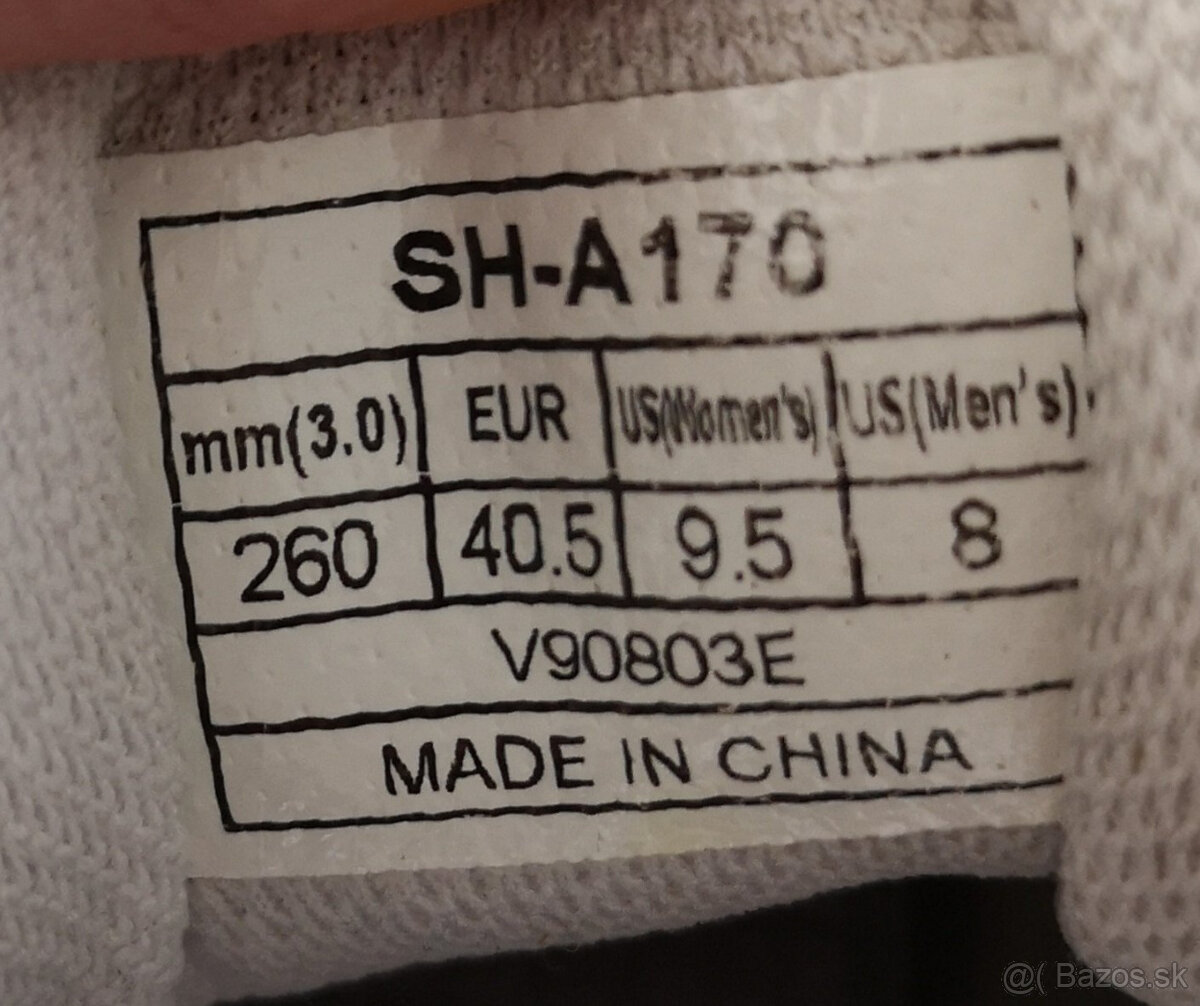 SH-A170
mm(3.0) EUR US(Women's) US(Men's)
260 40.5 9.5 8
V90803E
MADE IN CHINA
@( Bazos.sk